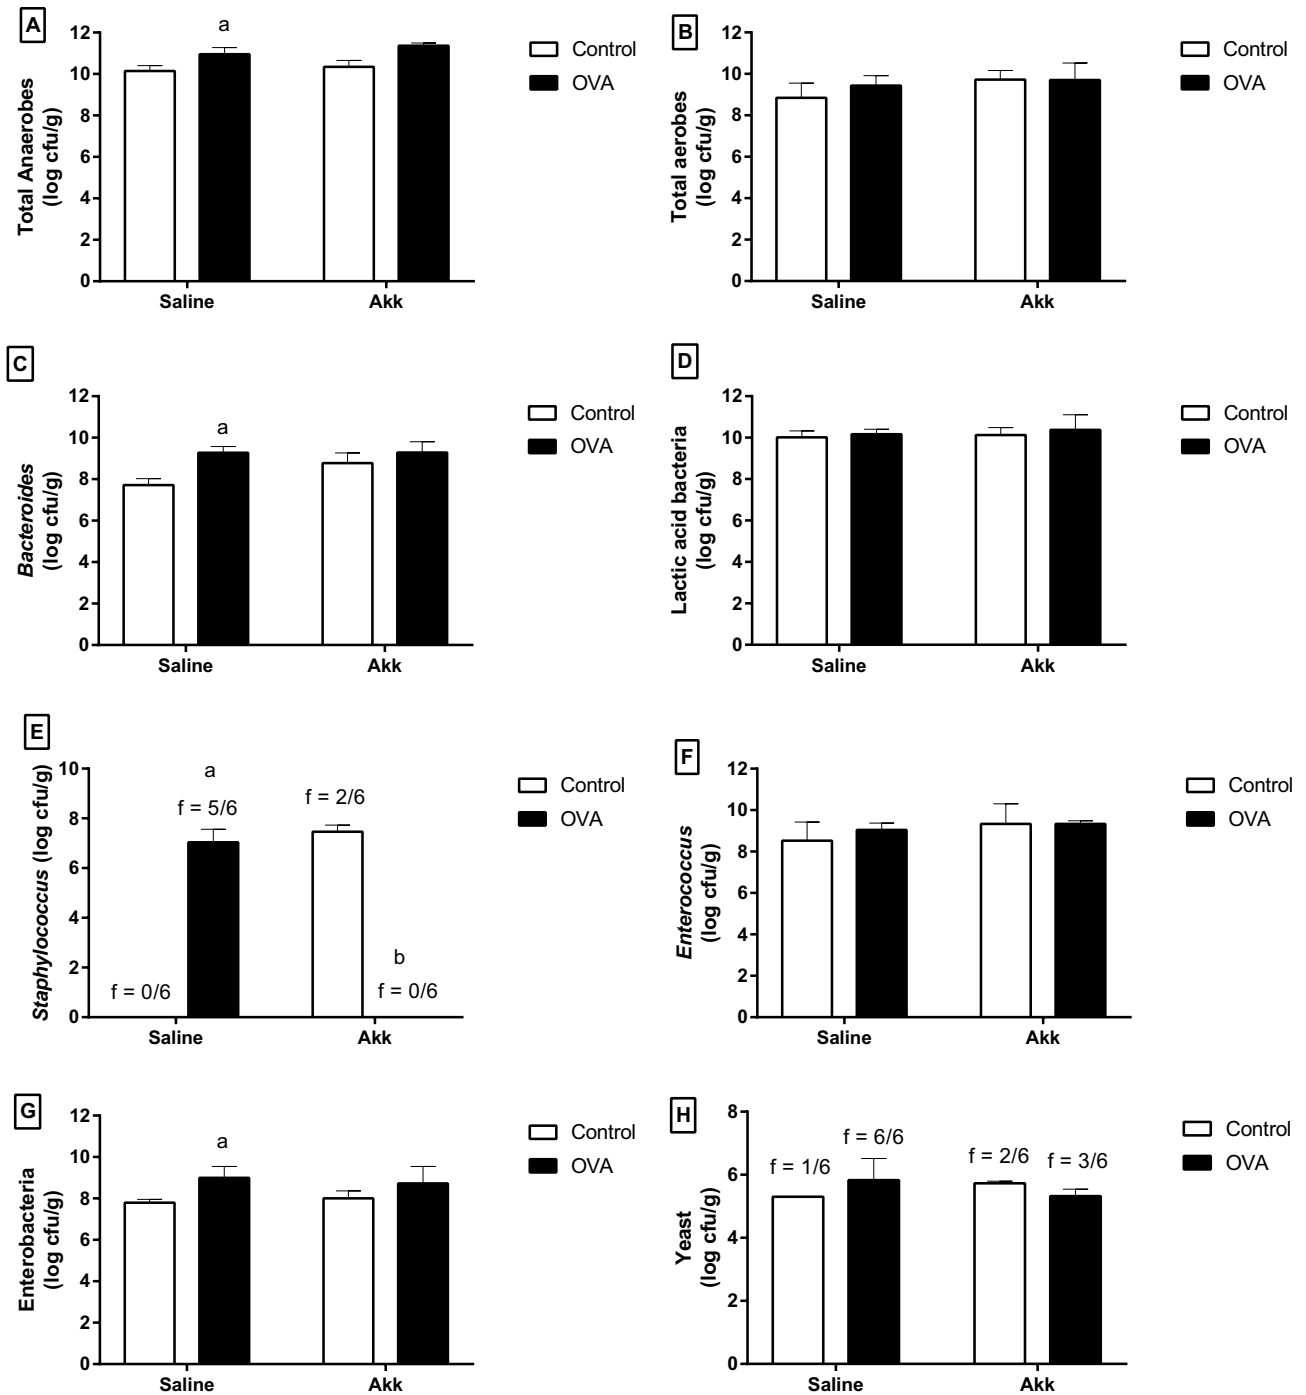 A
a
Total Anaerobes
(log cfu/g)
12
10
8
6
4
2
0
Saline
Akk
Control
OVA
B
Total aerobes
(log cfu/g)
12
10
8
6
4
2
0
Saline
Akk
Control
OVA
C
a
Bacteroides
(log cfu/g)
12
10
8
6
4
2
0
Saline
Akk
Control
OVA
D
Lactic acid bacteria
(log cfu/g)
12
10
8
6
4
2
0
Saline
Akk
Control
OVA
E
Staphylococcus (log cfu/g)
10
8
6
4
2
0
a
f = 5/6
f = 2/6
b
f = 0/6
f = 0/6
Saline
Akk
Control
OVA
F
Enterococcus
(log cfu/g)
12
10
8
6
4
2
0
Saline
Akk
Control
OVA
G
a
Enterobacteria
(log cfu/g)
12
10
8
6
4
2
0
Saline
Akk
Control
OVA
H
Yeast
(log cfu/g)
8
6
4
2
0
f = 1/6
f = 6/6
f = 2/6
f = 3/6
Saline
Akk
Control
OVA